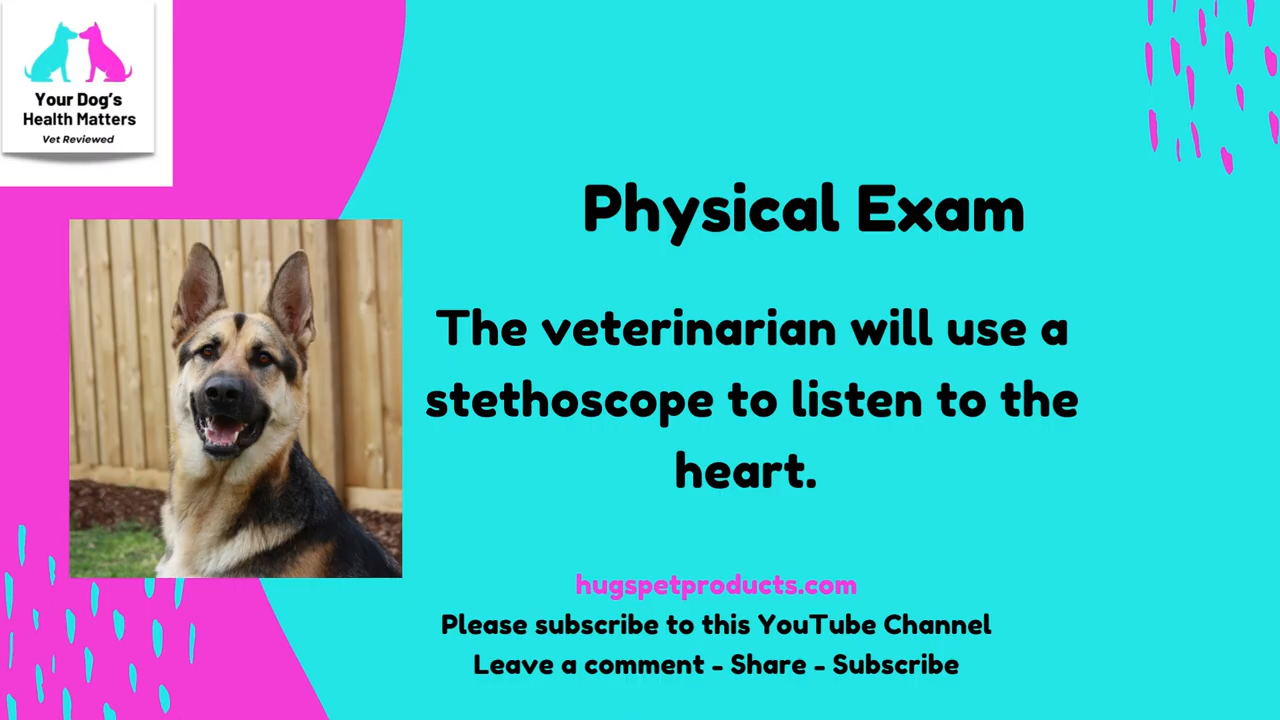 Your Dog's
Health Matters
Vet Reviewed
Physical Exam
The veterinarian will use a
stethoscope to listen to the
heart.
hugspetproducts.com
Please subscribe to this YouTube Channel
Leave a comment - Share - Subscribe